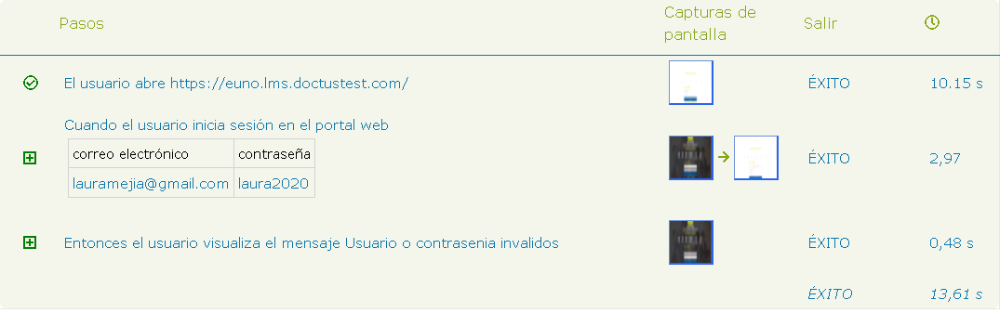 Pasos
Capturas de pantalla
Salir
El usuario abre https://euno.lms.doctustest.com/
ÉXITO
10.15 s
Cuando el usuario inicia sesión en el portal web
correo electrónico
contraseña
lauramejia@gmail.com
laura2020
ÉXITO
2,97
Entonces el usuario visualiza el mensaje Usuario o contrasenia invalidos
ÉXITO
0,48 s
ÉXITO
13,61 s